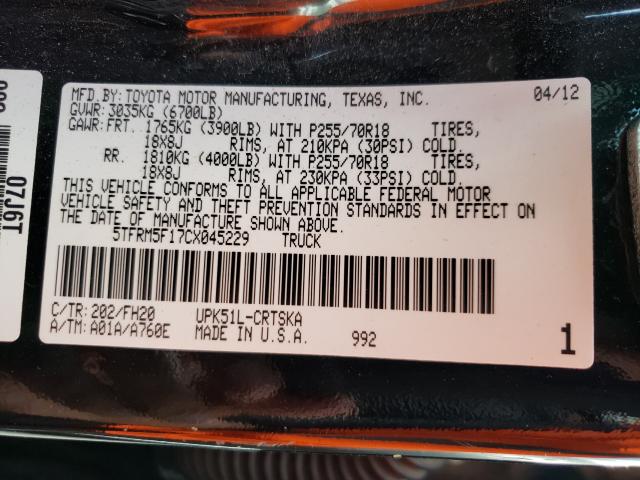 MFD.BY:TOYOTA MOTOR MANUFACTURING, TEXAS, INC. 04/12
GVWR:3035KG (6700LB)
GAWR:FRT. 1765KG (3900LB) WITH P255/70R18 TIRES,
18X8J RIMS, AT 210KPA (30PSI) COLD.
RR. 1810KG (4000LB) WITH P255/70R18 TIRES,
18X8J RIMS, AT 230KPA (33PSI) COLD.
THIS VEHICLE CONFORMS TO ALL APPLICABLE FEDERAL MOTOR
VEHICLE SAFETY AND THEFT PREVENTION STANDARDS IN EFFECT ON
THE DATE OF MANUFACTURE SHOWN ABOVE.
5TFRM5F17CX045229 TRUCK
C/TR:202/FH20 UPK51L-CRTSKA
A/TM:A01A/A760E MADE IN U.S.A. 992 1